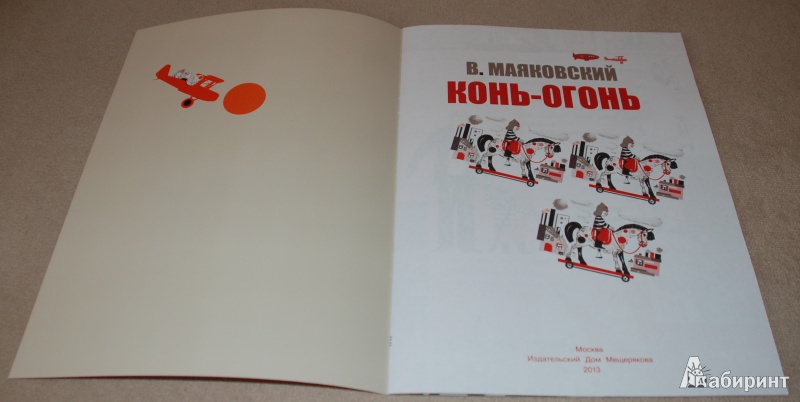 В. МАЯКОВСКИЙ
КОНЬ-ОГОНЬ
Москва
Издательский Дом Мещерякова
2013
Лабиринт